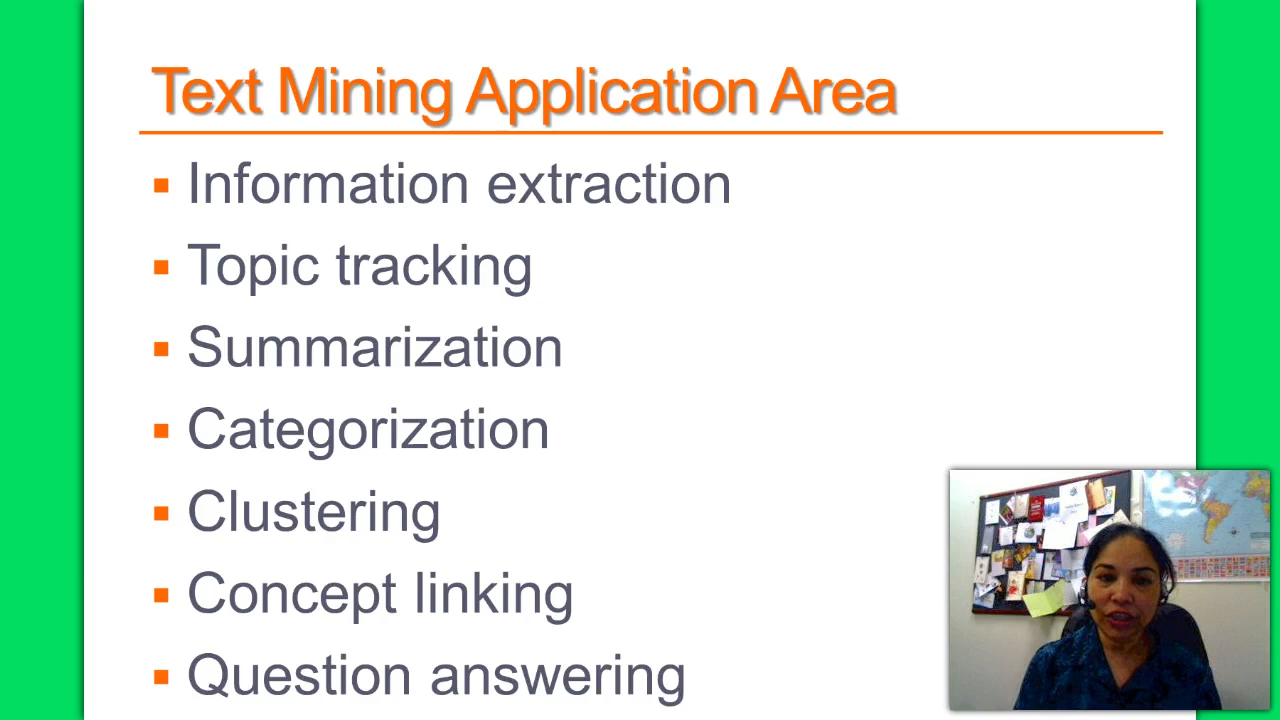 Text Mining Application Area
▪ Information extraction
▪ Topic tracking
▪ Summarization
▪ Categorization
▪ Clustering
▪ Concept linking
▪ Question answering